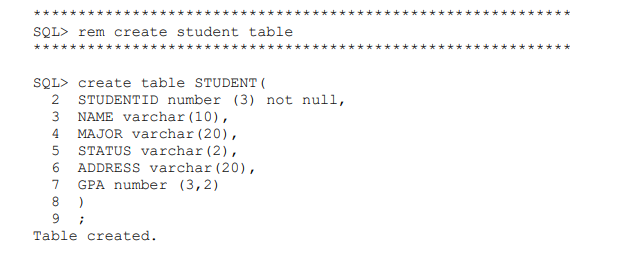 ************************************************************
SQL> rem create student table
************************************************************
SQL> create table STUDENT(
2 STUDENTID number (3) not null,
3 NAME varchar(10),
4 MAJOR varchar(20),
5 STATUS varchar(2),
6 ADDRESS varchar(20),
7 GPA number (3,2)
8 )
9 ;
Table created.